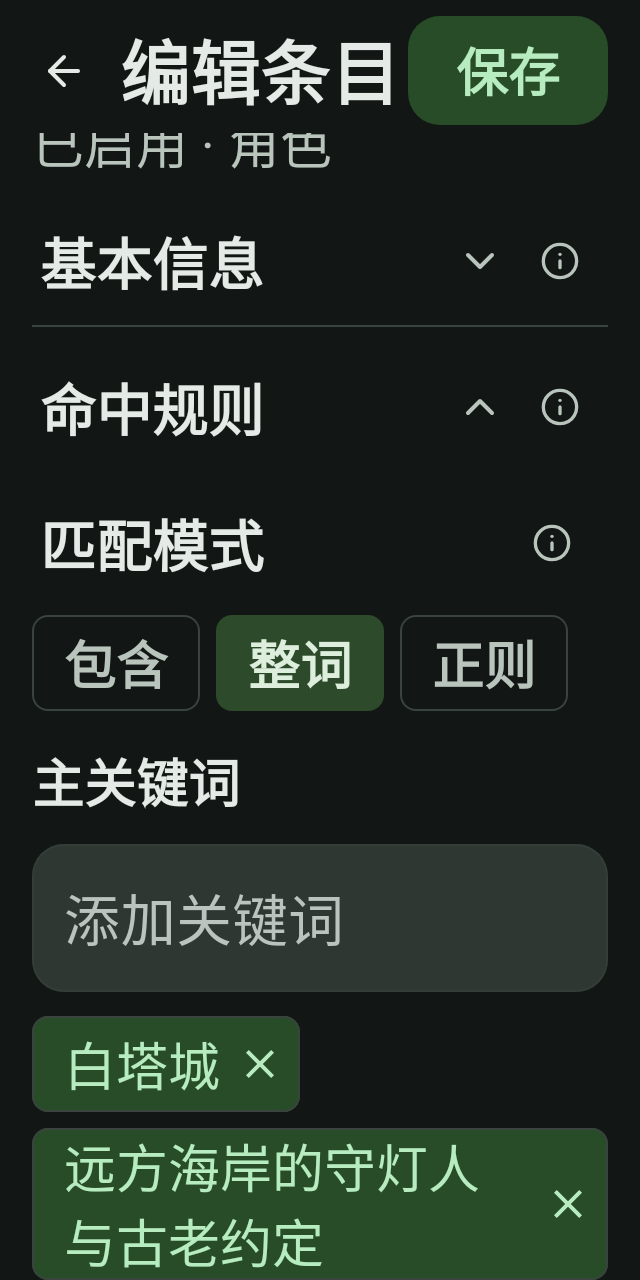 编辑条目
保存
已启用 · 角色
基本信息
命中规则
匹配模式
包含
整词
正则
主关键词
添加关键词
白塔城
远方海岸的守灯人
与古老约定